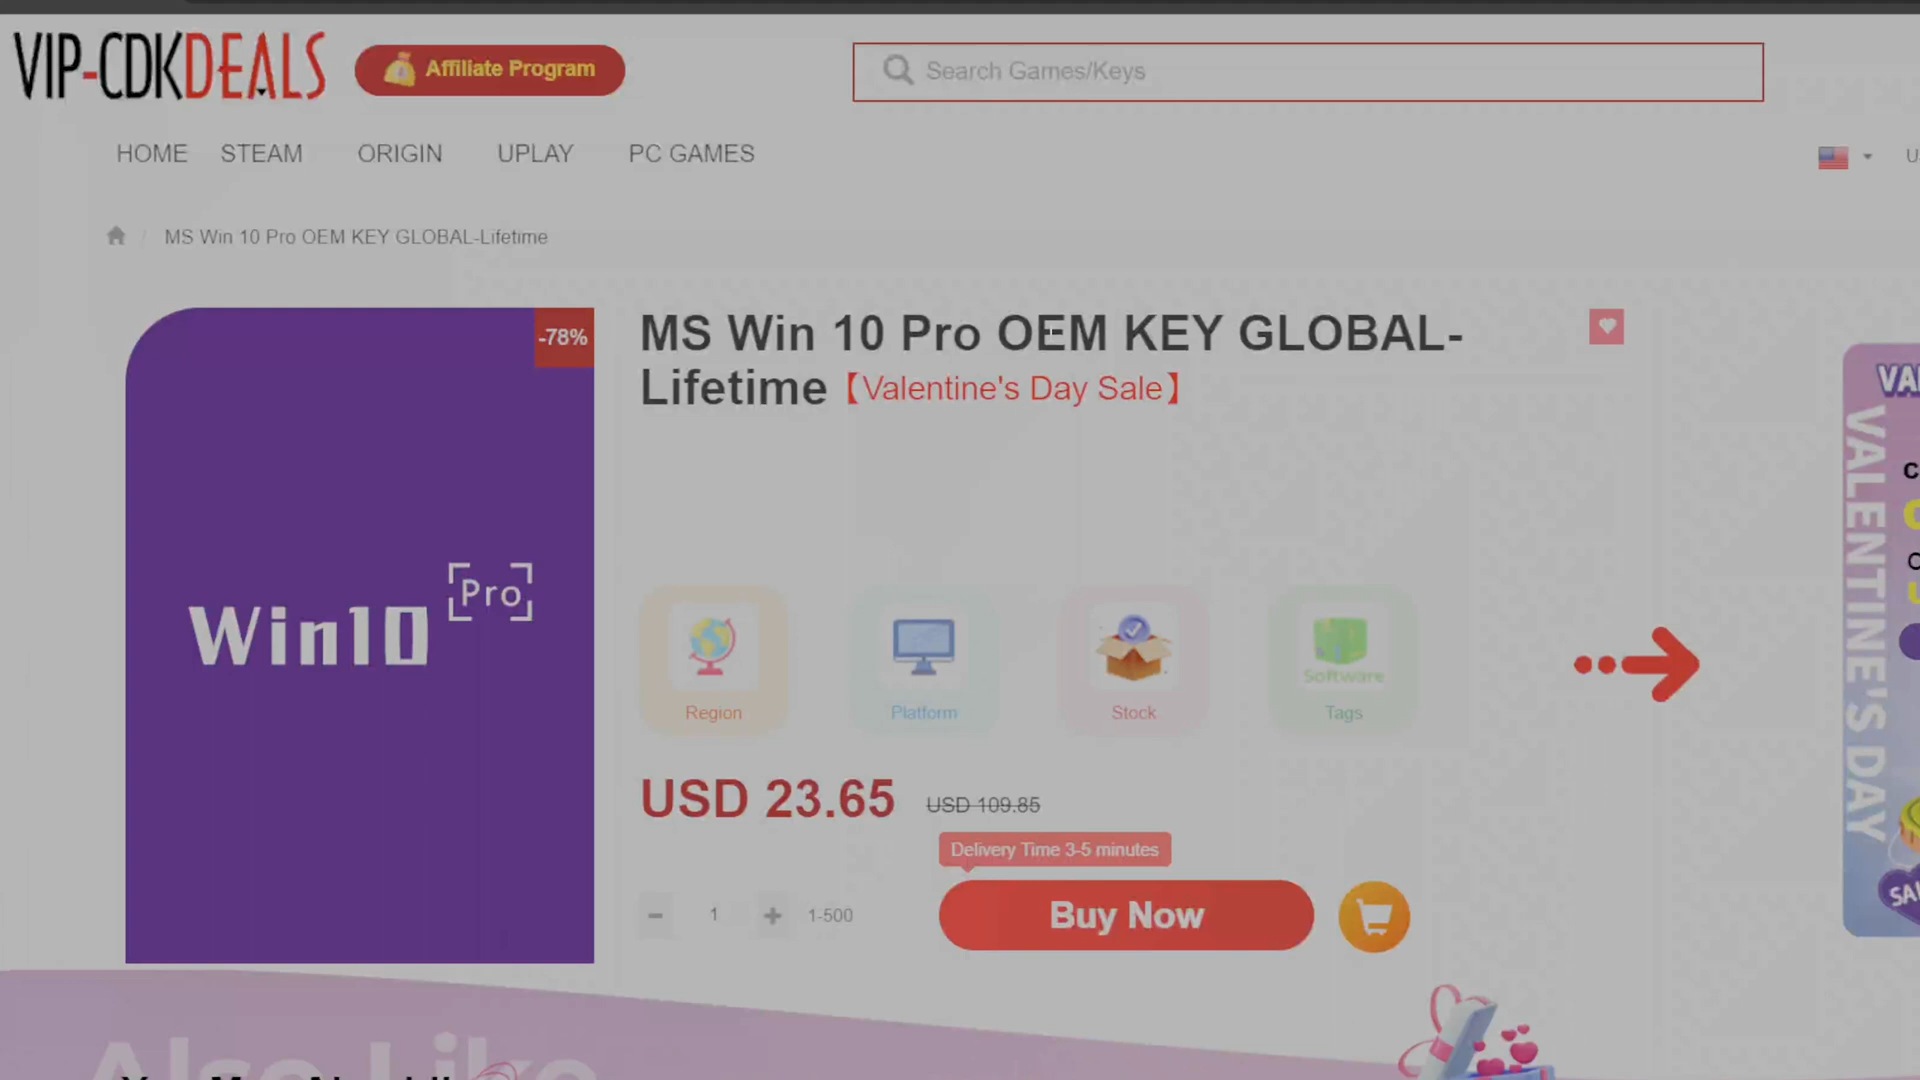 VIP-CDKDEALS
Affiliate Program
Search Games/Keys
HOME STEAM ORIGIN UPLAY PC GAMES
MS Win 10 Pro OEM KEY GLOBAL-Lifetime
-78%
MS Win 10 Pro OEM KEY GLOBAL-
Lifetime【Valentine's Day Sale】
Win10 Pro
Software
Region Platform Stock Tags
USD 23.65 USD 109.85
Delivery Time 3-5 minutes
- 1 + 1-500
Buy Now
VALENTINE'S DAY
Also Like